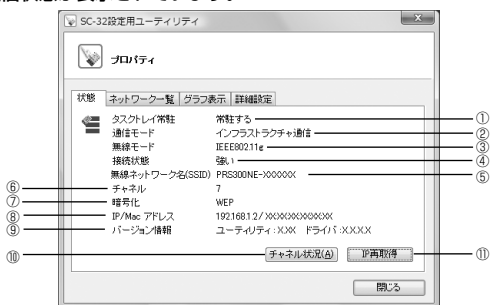 SC-32設定用ユーティリティ
プロパティ
状態 ネットワーク一覧 グラフ表示 詳細設定
タスクトレイ常駐 常駐する ①
通信モード インフラストラクチャ通信 ②
無線モード IEEE802.11g ③
接続状態 強い ④
無線ネットワーク名(SSID) PRS300NE-XXXXXX ⑤
⑥ チャネル 7
⑦ 暗号化 WEP
⑧ IP/Mac アドレス 192.168.1.2/ XX:XX:XX:XX:XX:XX
⑨ バージョン情報 ユーティリティ:X.XX ドライバ:X.X.X.X
⑩ チャネル状況(A) IP再取得 ⑪
閉じる